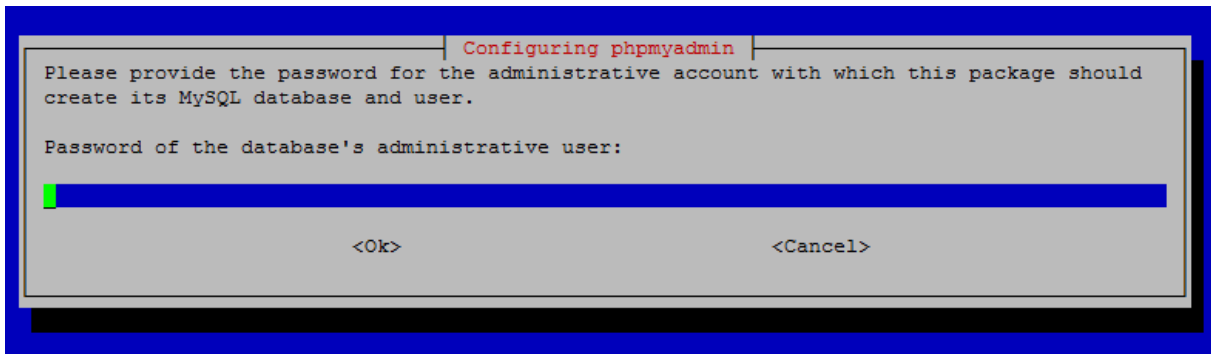 Configuring phpmyadmin
Please provide the password for the administrative account with which this package should
create its MySQL database and user.
Password of the database's administrative user:
<Ok> <Cancel>